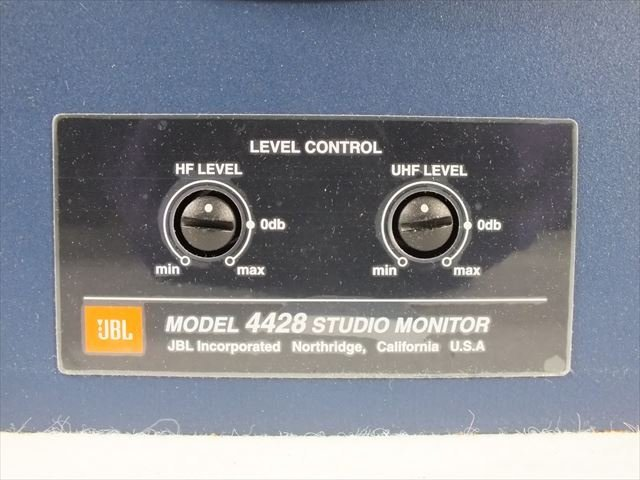 LEVEL CONTROL
HF LEVEL
UHF LEVEL
0db
0db
min
max
min
max
JBL
MODEL 4428 STUDIO MONITOR
JBL Incorporated Northridge, California U.S.A